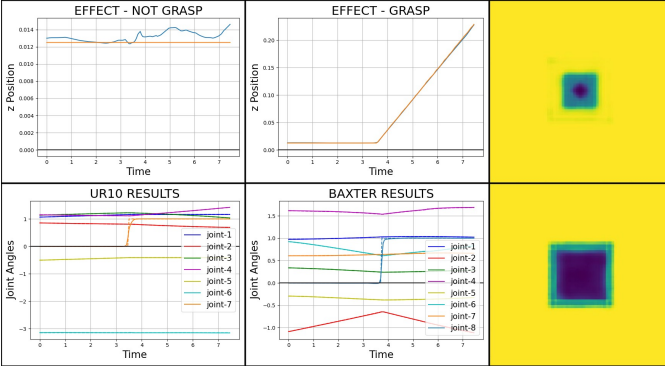 EFFECT - NOT GRASP
z Position
0.014
0.012
0.010
0.008
0.006
0.004
0.002
0.000
0 1 2 3 4 5 6 7
Time
EFFECT - GRASP
z Position
0.20
0.15
0.10
0.05
0.00
0 1 2 3 4 5 6 7
Time
UR10 RESULTS
Joint Angles
1
0
−1
−2
−3
joint-1
joint-2
joint-3
joint-4
joint-5
joint-6
joint-7
0 1 2 3 4 5 6 7
Time
BAXTER RESULTS
Joint Angles
1.5
1.0
0.5
0.0
−0.5
−1.0
joint-1
joint-2
joint-3
joint-4
joint-5
joint-6
joint-7
joint-8
0 1 2 3 4 5 6 7
Time